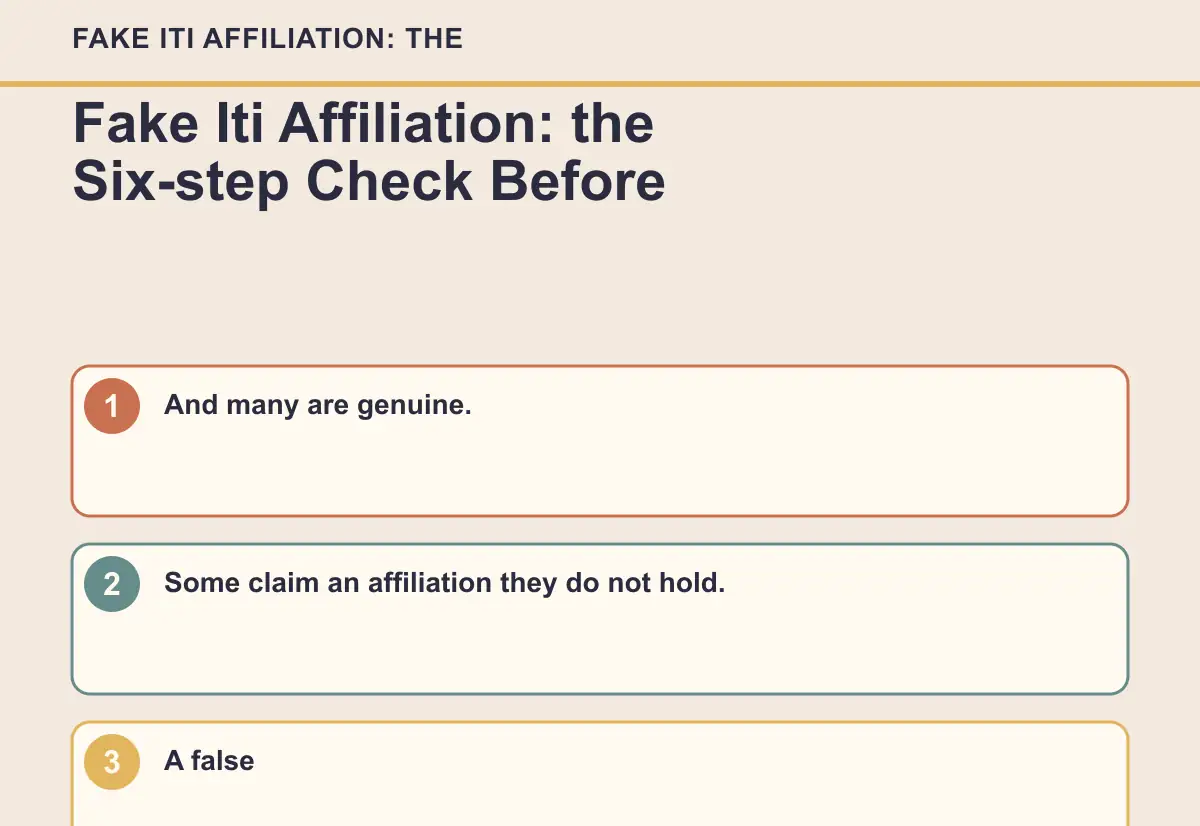 FAKE ITI AFFILIATION: THE
Fake Iti Affiliation: the
Six-step Check Before
1
And many are genuine.
2
Some claim an affiliation they do not hold.
3
A false